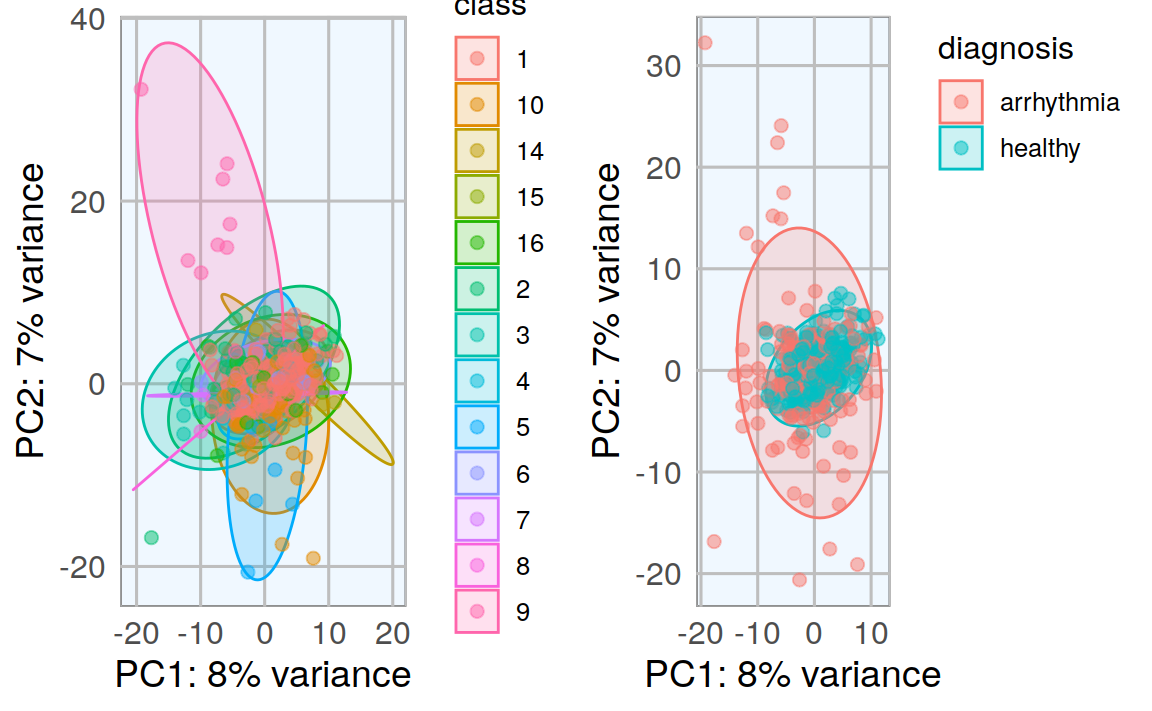 class
1
10
14
15
16
2
3
4
5
6
7
8
9
40
20
0
-20
-20 -10 0 10 20
PC1: 8% variance
PC2: 7% variance
diagnosis
arrhythmia
healthy
30
20
10
0
-10
-20
-20 -10 0 10
PC1: 8% variance
PC2: 7% variance